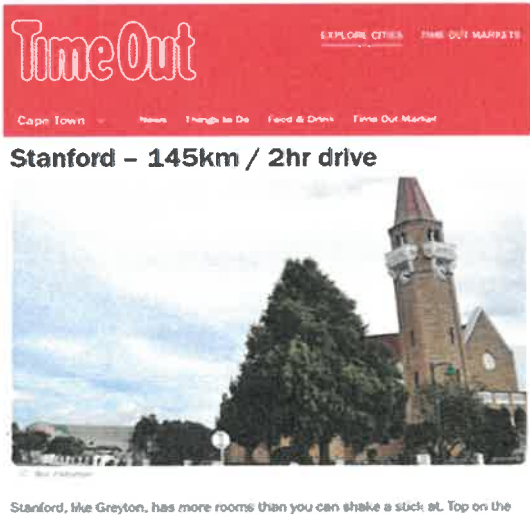 Time Out
EXPLORE CITIES TIME OUT MARKETS
Cape Town News Things to Do Food & Drink Time Out Market
Stanford – 145km / 2hr drive
Stanford, like Greyton, has more rooms than you can shake a stick at. Top on the